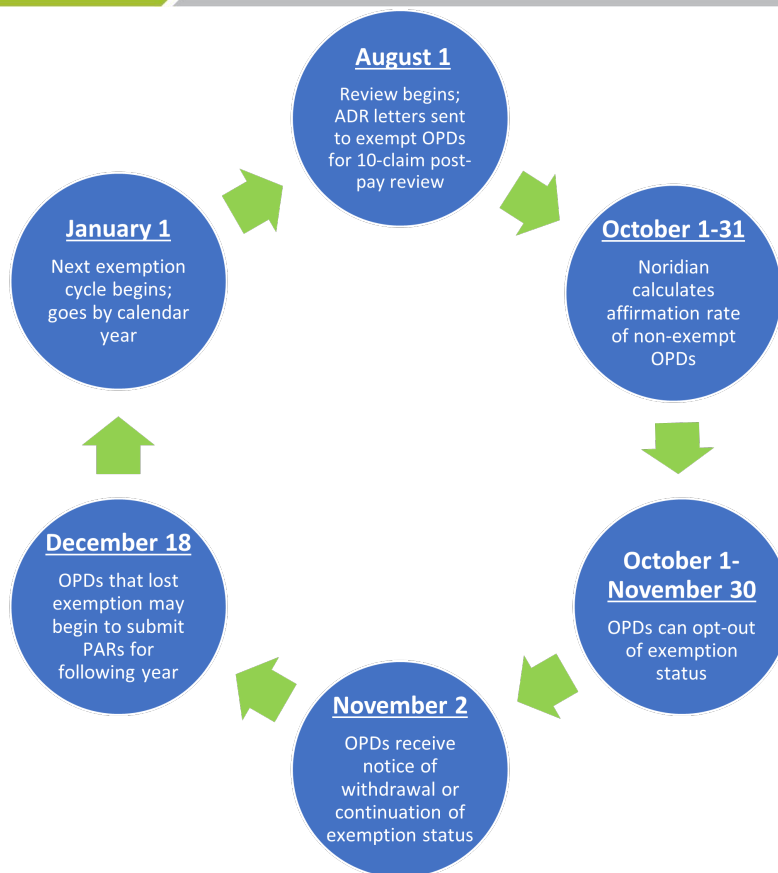 August 1
Review begins;
ADR letters sent
to exempt OPDs
for 10-claim post-
pay review
October 1-31
Noridian
calculates
affirmation rate
of non-exempt
OPDs
October 1-
November 30
OPDs can opt-out
of exemption
status
November 2
OPDs receive
notice of
withdrawal or
continuation of
exemption status
December 18
OPDs that lost
exemption may
begin to submit
PARs for
following year
January 1
Next exemption
cycle begins;
goes by calendar
year